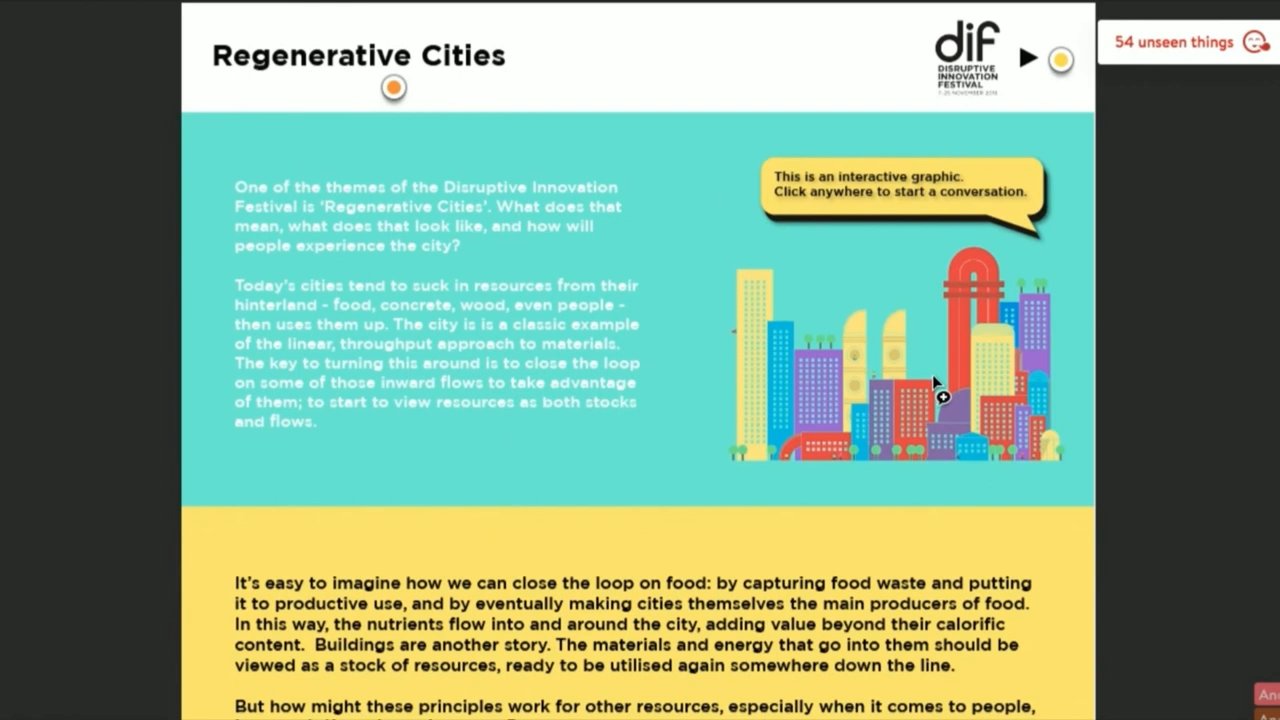 Regenerative Cities
dif
DISRUPTIVE
INNOVATION
FESTIVAL
54 unseen things
This is an interactive graphic.
Click anywhere to start a conversation.
One of the themes of the Disruptive Innovation
Festival is ‘Regenerative Cities’. What does that
mean, what does that look like, and how will
people experience the city?
Today's cities tend to suck in resources from their
hinterland - food, concrete, wood, even people -
then uses them up. The city is is a classic example
of the linear, throughput approach to materials.
The key to turning this around is to close the loop
on some of those inward flows to take advantage
of them; to start to view resources as both stocks
and flows.
It's easy to imagine how we can close the loop on food: by capturing food waste and putting
it to productive use, and by eventually making cities themselves the main producers of food.
In this way, the nutrients flow into and around the city, adding value beyond their calorific
content.  Buildings are another story. The materials and energy that go into them should be
viewed as a stock of resources, ready to be utilised again somewhere down the line.
But how might these principles work for other resources, especially when it comes to people,